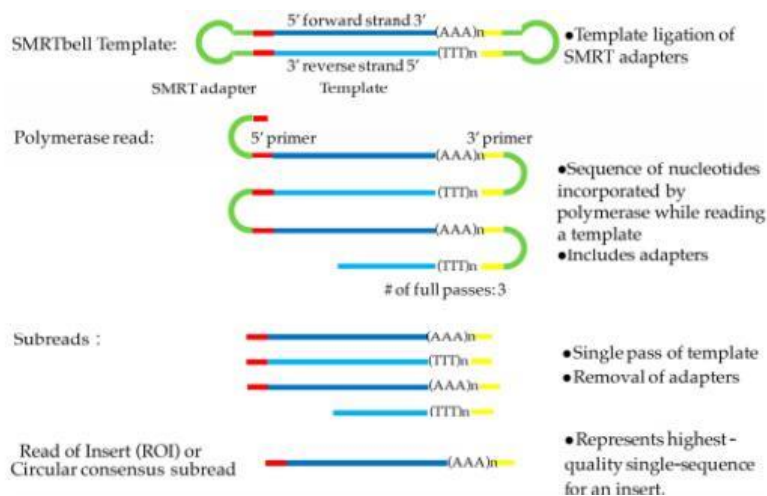 5′ forward strand 3′
(AAA)n
SMRTbell Template:
(TTT)n
3′ reverse strand 5′
SMRT adapter
Template
●Template ligation of
SMRT adapters
Polymerase read:
5′ primer
3′ primer
(AAA)n
(TTT)n
(AAA)n
(TTT)n
# of full passes: 3
●Sequence of nucleotides
incorporated by
polymerase while reading
a template
●Includes adapters
Subreads :
(AAA)n
(TTT)n
(AAA)n
(TTT)n
●Single pass of template
●Removal of adapters
Read of Insert (ROI) or
Circular consensus subread
(AAA)n
●Represents highest-
quality single-sequence
for an insert.